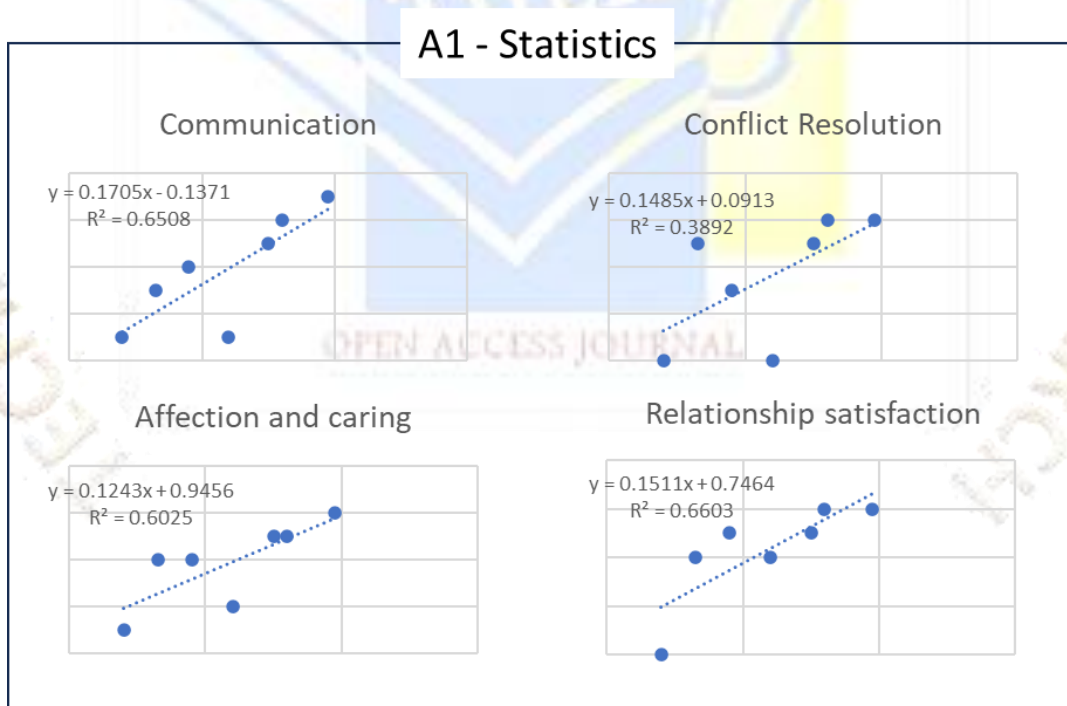 A1 - Statistics
Communication
y = 0.1705x - 0.1371
R² = 0.6508
Conflict Resolution
y = 0.1485x + 0.0913
R² = 0.3892
OPEN ACCESS JOURNAL
Affection and caring
y = 0.1243x + 0.9456
R² = 0.6025
Relationship satisfaction
y = 0.1511x + 0.7464
R² = 0.6603